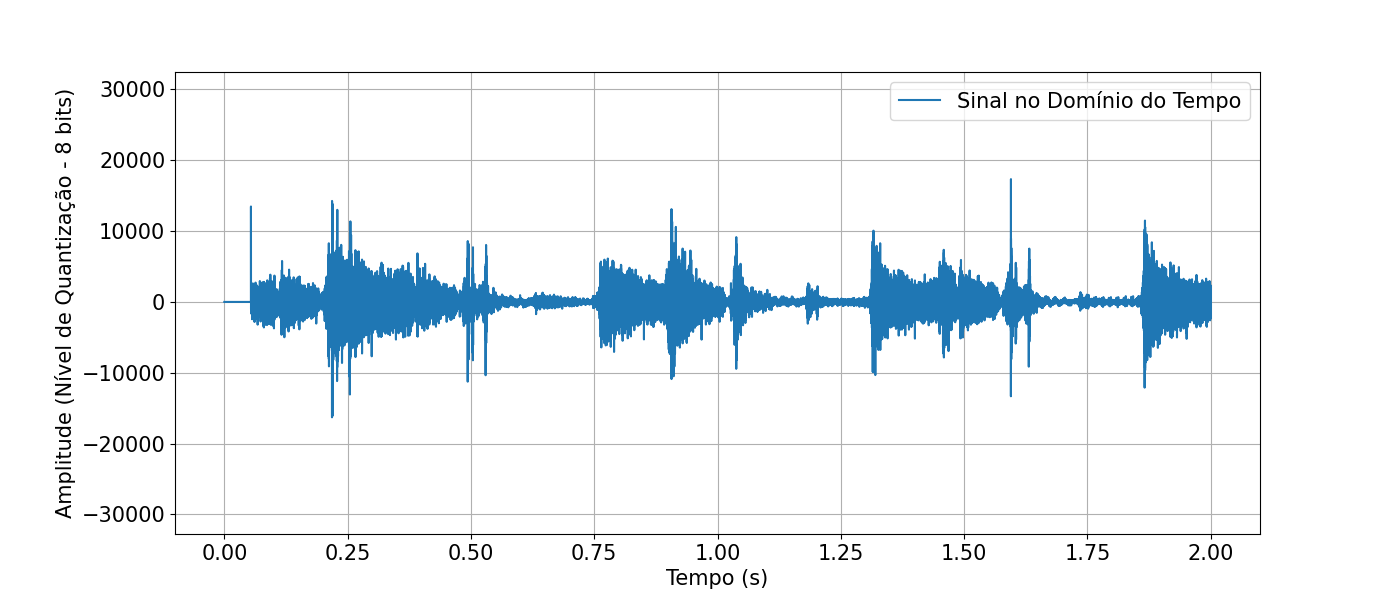 Sinal no Domínio do Tempo
Amplitude (Nível de Quantização - 8 bits)
30000
20000
10000
0
−10000
−20000
−30000
0.00 0.25 0.50 0.75 1.00 1.25 1.50 1.75 2.00
Tempo (s)